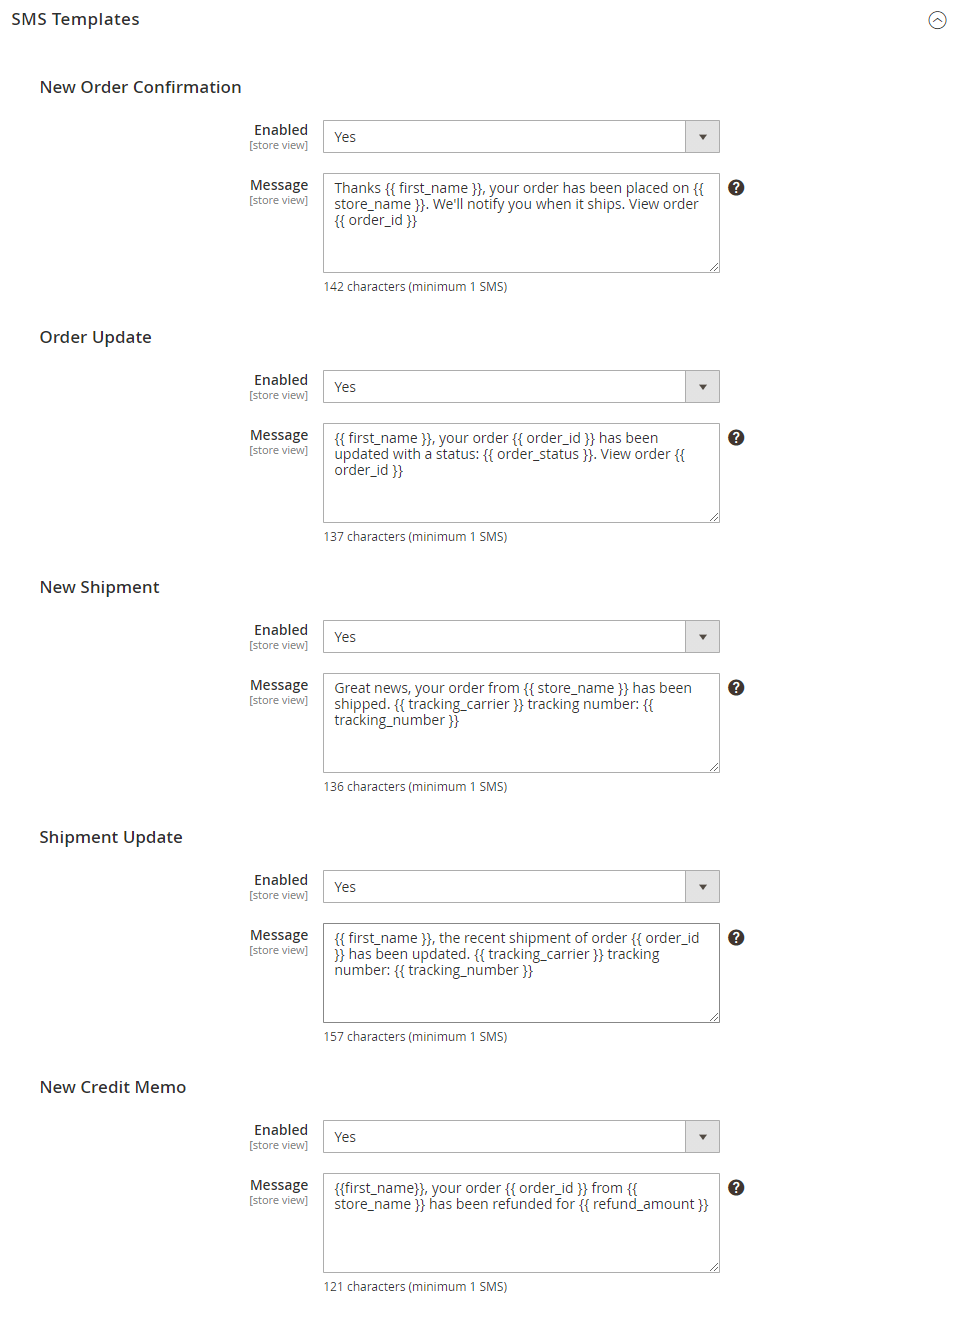 SMS Templates
New Order Confirmation
Enabled
[store view]
Yes
Message
[store view]
Thanks {{ first_name }}, your order has been placed on {{
store_name }}. We'll notify you when it ships. View order
{{ order_id }}
142 characters (minimum 1 SMS)
Order Update
Enabled
[store view]
Yes
Message
[store view]
{{ first_name }}, your order {{ order_id }} has been
updated with a status: {{ order_status }}. View order {{
order_id }}
137 characters (minimum 1 SMS)
New Shipment
Enabled
[store view]
Yes
Message
[store view]
Great news, your order from {{ store_name }} has been
shipped. {{ tracking_carrier }} tracking number: {{
tracking_number }}
136 characters (minimum 1 SMS)
Shipment Update
Enabled
[store view]
Yes
Message
[store view]
{{ first_name }}, the recent shipment of order {{ order_id
}} has been updated. {{ tracking_carrier }} tracking
number: {{ tracking_number }}
157 characters (minimum 1 SMS)
New Credit Memo
Enabled
[store view]
Yes
Message
[store view]
{{first_name}}, your order {{ order_id }} from {{
store_name }} has been refunded for {{ refund_amount }}
121 characters (minimum 1 SMS)